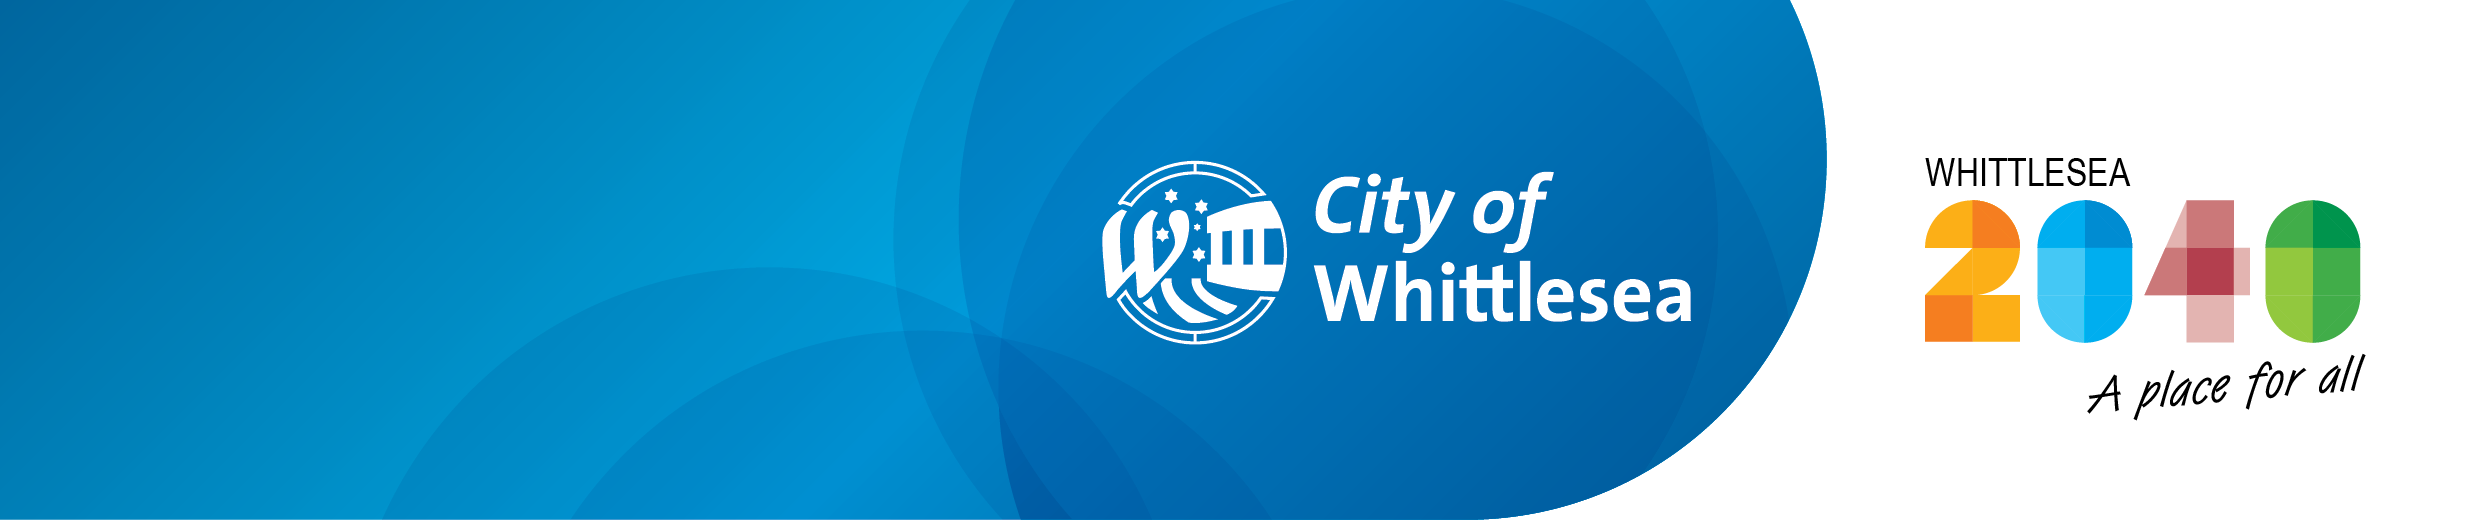 City of
Whittlesea
WHITTLESEA
2040
A place for all